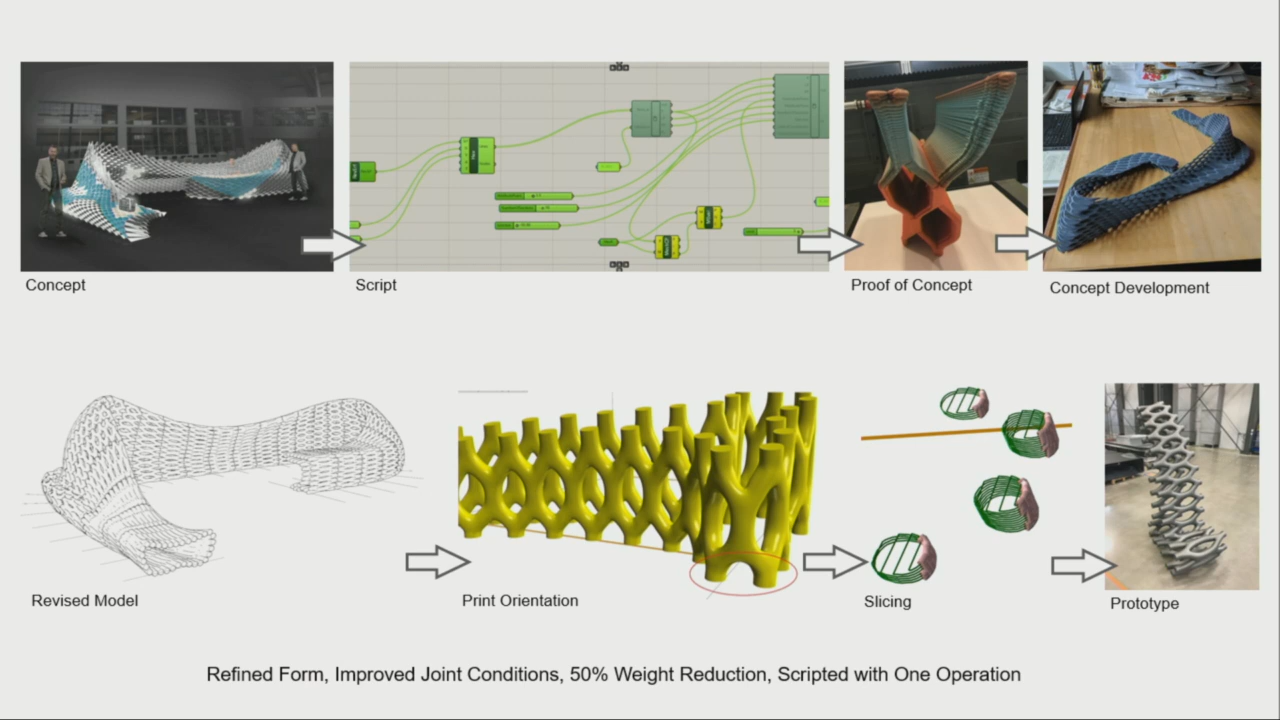 Concept
Script
Proof of Concept
Concept Development
Revised Model
Print Orientation
Slicing
Prototype
Refined Form, Improved Joint Conditions, 50% Weight Reduction, Scripted with One Operation